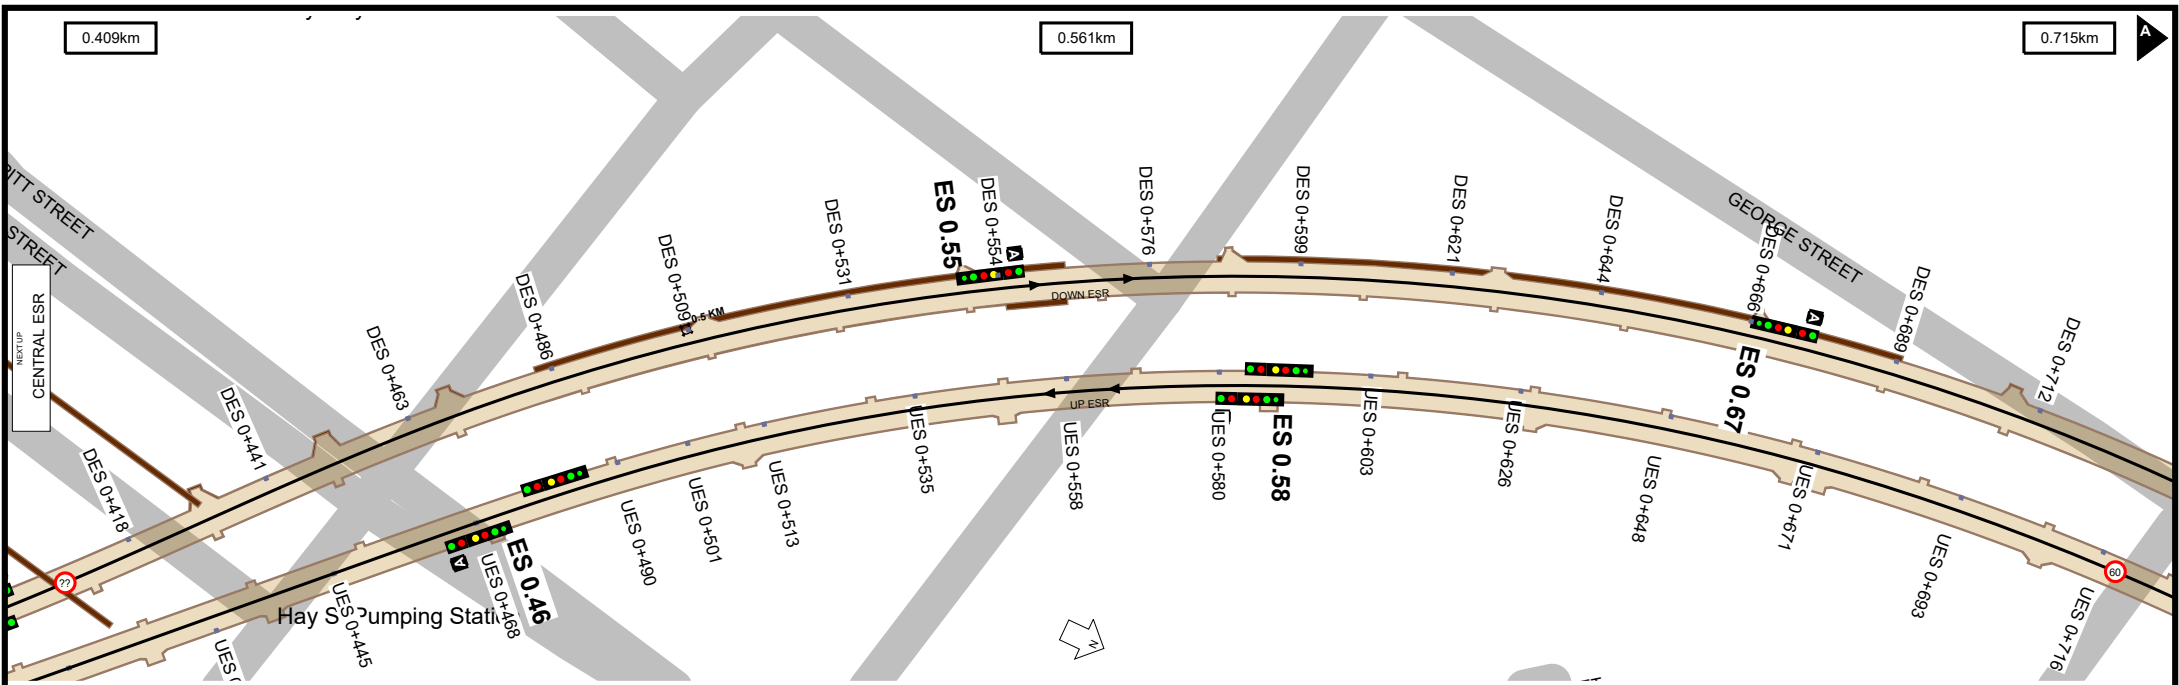 0.409km
0.561km
0.715km
A
PITT STREET
STREET
GEORGE STREET
NEXT UP
CENTRAL ESR
DES 0+418
DES 0+441
DES 0+463
DES 0+486
DES 0+509
0.5 KM
DES 0+531
ES 0.55
DES 0+554
A
DES 0+576
DES 0+599
DES 0+621
DES 0+644
DES 0+666
A
ES 0.67
DES 0+689
DES 0+712
DOWN ESR
UP ESR
??
60
Hay S Pumping Stati
UES 0+445
A
UES 0+468
ES 0.46
UES 0+490
UES 0+501
UES 0+513
UES 0+535
UES 0+558
UES 0+580
ES 0.58
UES 0+603
UES 0+626
UES 0+648
UES 0+671
UES 0+693
UES 0+716
N